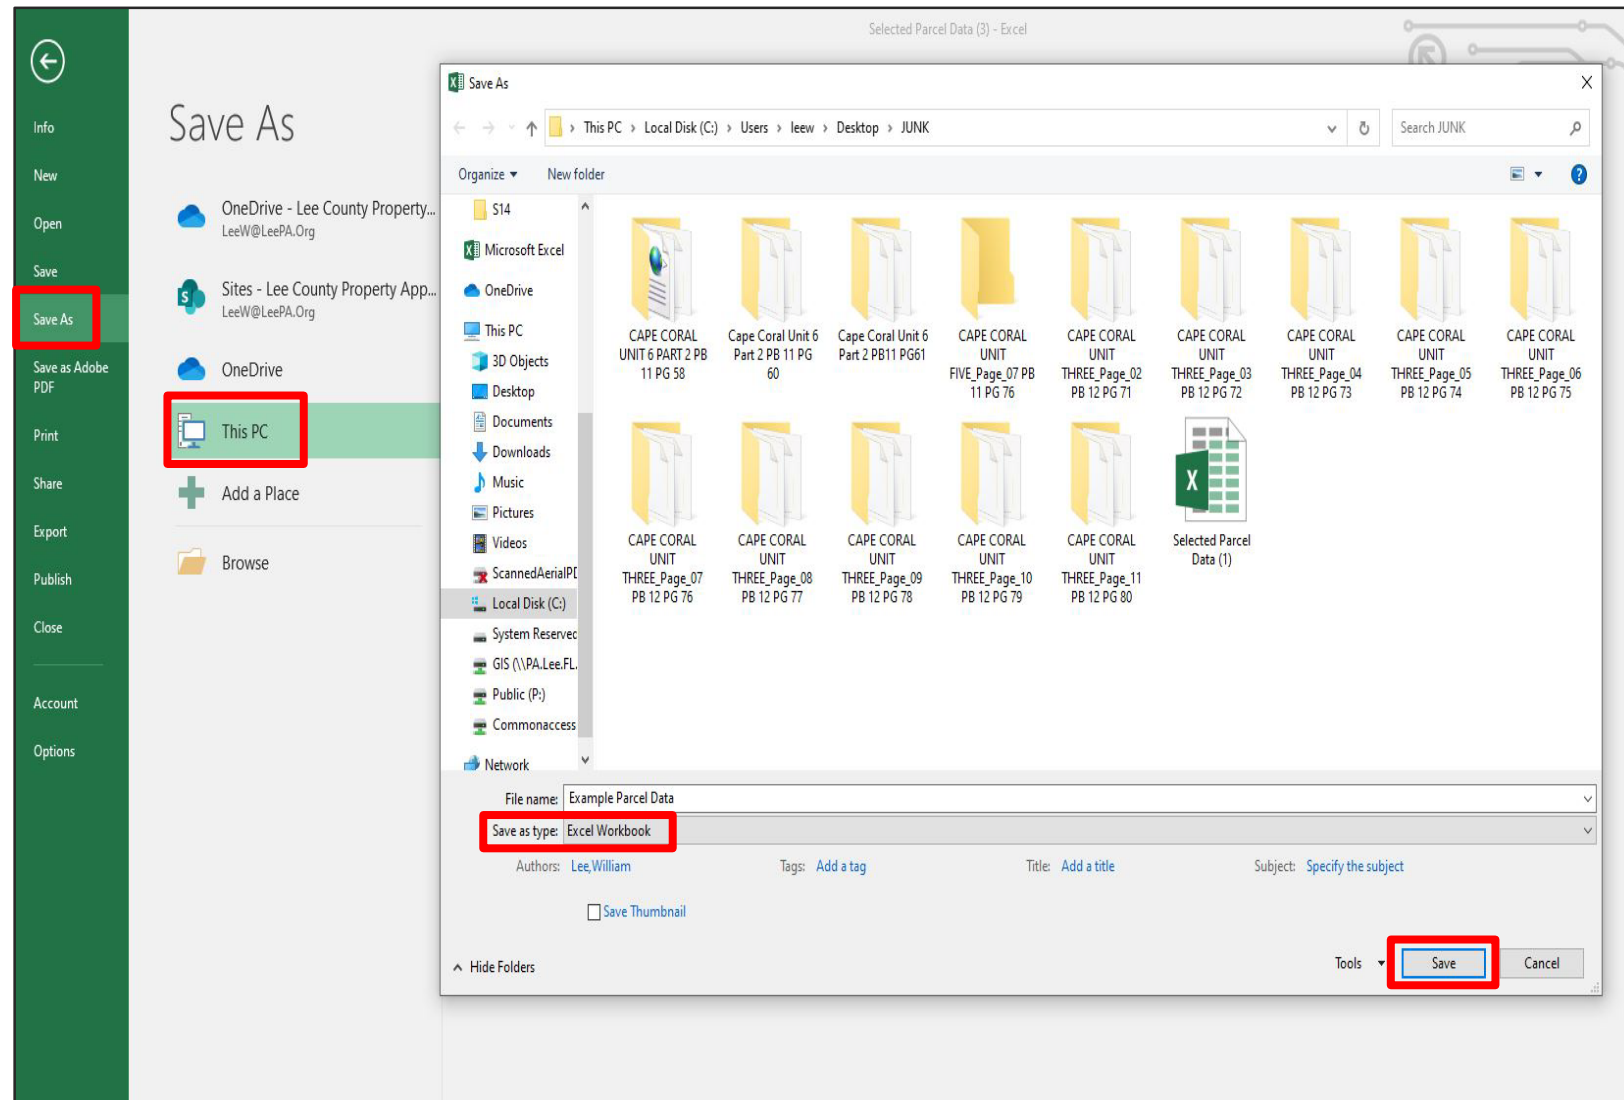 Selected Parcel Data (3) - Excel
Info
New
Open
Save
Save As
Save as Adobe
PDF
Print
Share
Export
Publish
Close
Account
Options
Save As
OneDrive - Lee County Property...
LeeW@LeePA.Org
Sites - Lee County Property App...
LeeW@LeePA.Org
OneDrive
This PC
Add a Place
Browse
Save As
This PC > Local Disk (C:) > Users > leew > Desktop > JUNK
Search JUNK
Organize
New folder
S14
Microsoft Excel
OneDrive
This PC
3D Objects
Desktop
Documents
Downloads
Music
Pictures
Videos
ScannedAerialPD
Local Disk (C:)
System Reserved
GIS (\\PA.Lee.FL.
Public (P:)
Commonaccess
Network
CAPE CORAL
UNIT 6 PART 2 PB
11 PG 58
Cape Coral Unit 6
Part 2 PB 11 PG
60
Cape Coral Unit 6
Part 2 PB11 PG61
CAPE CORAL
UNIT
FIVE_Page_07 PB
11 PG 76
CAPE CORAL
UNIT
THREE_Page_02
PB 12 PG 71
CAPE CORAL
UNIT
THREE_Page_03
PB 12 PG 72
CAPE CORAL
UNIT
THREE_Page_04
PB 12 PG 73
CAPE CORAL
UNIT
THREE_Page_05
PB 12 PG 74
CAPE CORAL
UNIT
THREE_Page_06
PB 12 PG 75
CAPE CORAL
UNIT
THREE_Page_07
PB 12 PG 76
CAPE CORAL
UNIT
THREE_Page_08
PB 12 PG 77
CAPE CORAL
UNIT
THREE_Page_09
PB 12 PG 78
CAPE CORAL
UNIT
THREE_Page_10
PB 12 PG 79
CAPE CORAL
UNIT
THREE_Page_11
PB 12 PG 80
Selected Parcel
Data (1)
File name: Example Parcel Data
Save as type: Excel Workbook
Authors: Lee,William
Tags: Add a tag
Title: Add a title
Subject: Specify the subject
Save Thumbnail
Hide Folders
Tools
Save
Cancel